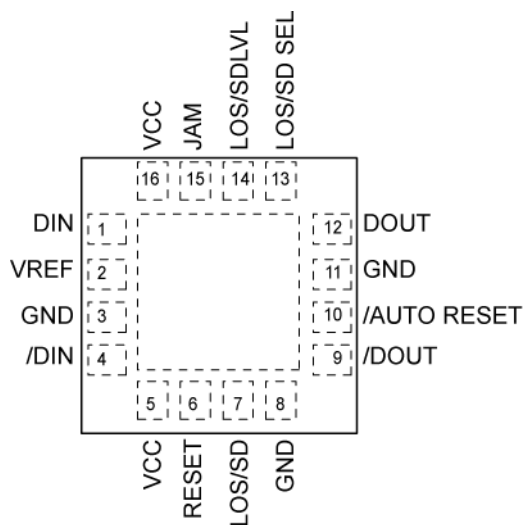 VCC
JAM
LOS/SDLVL
LOS/SD SEL
16
15
14
13
DIN 1
12 DOUT
VREF 2
11 GND
GND 3
10 /AUTO RESET
/DIN 4
9 /DOUT
5
6
7
8
VCC
RESET
LOS/SD
GND